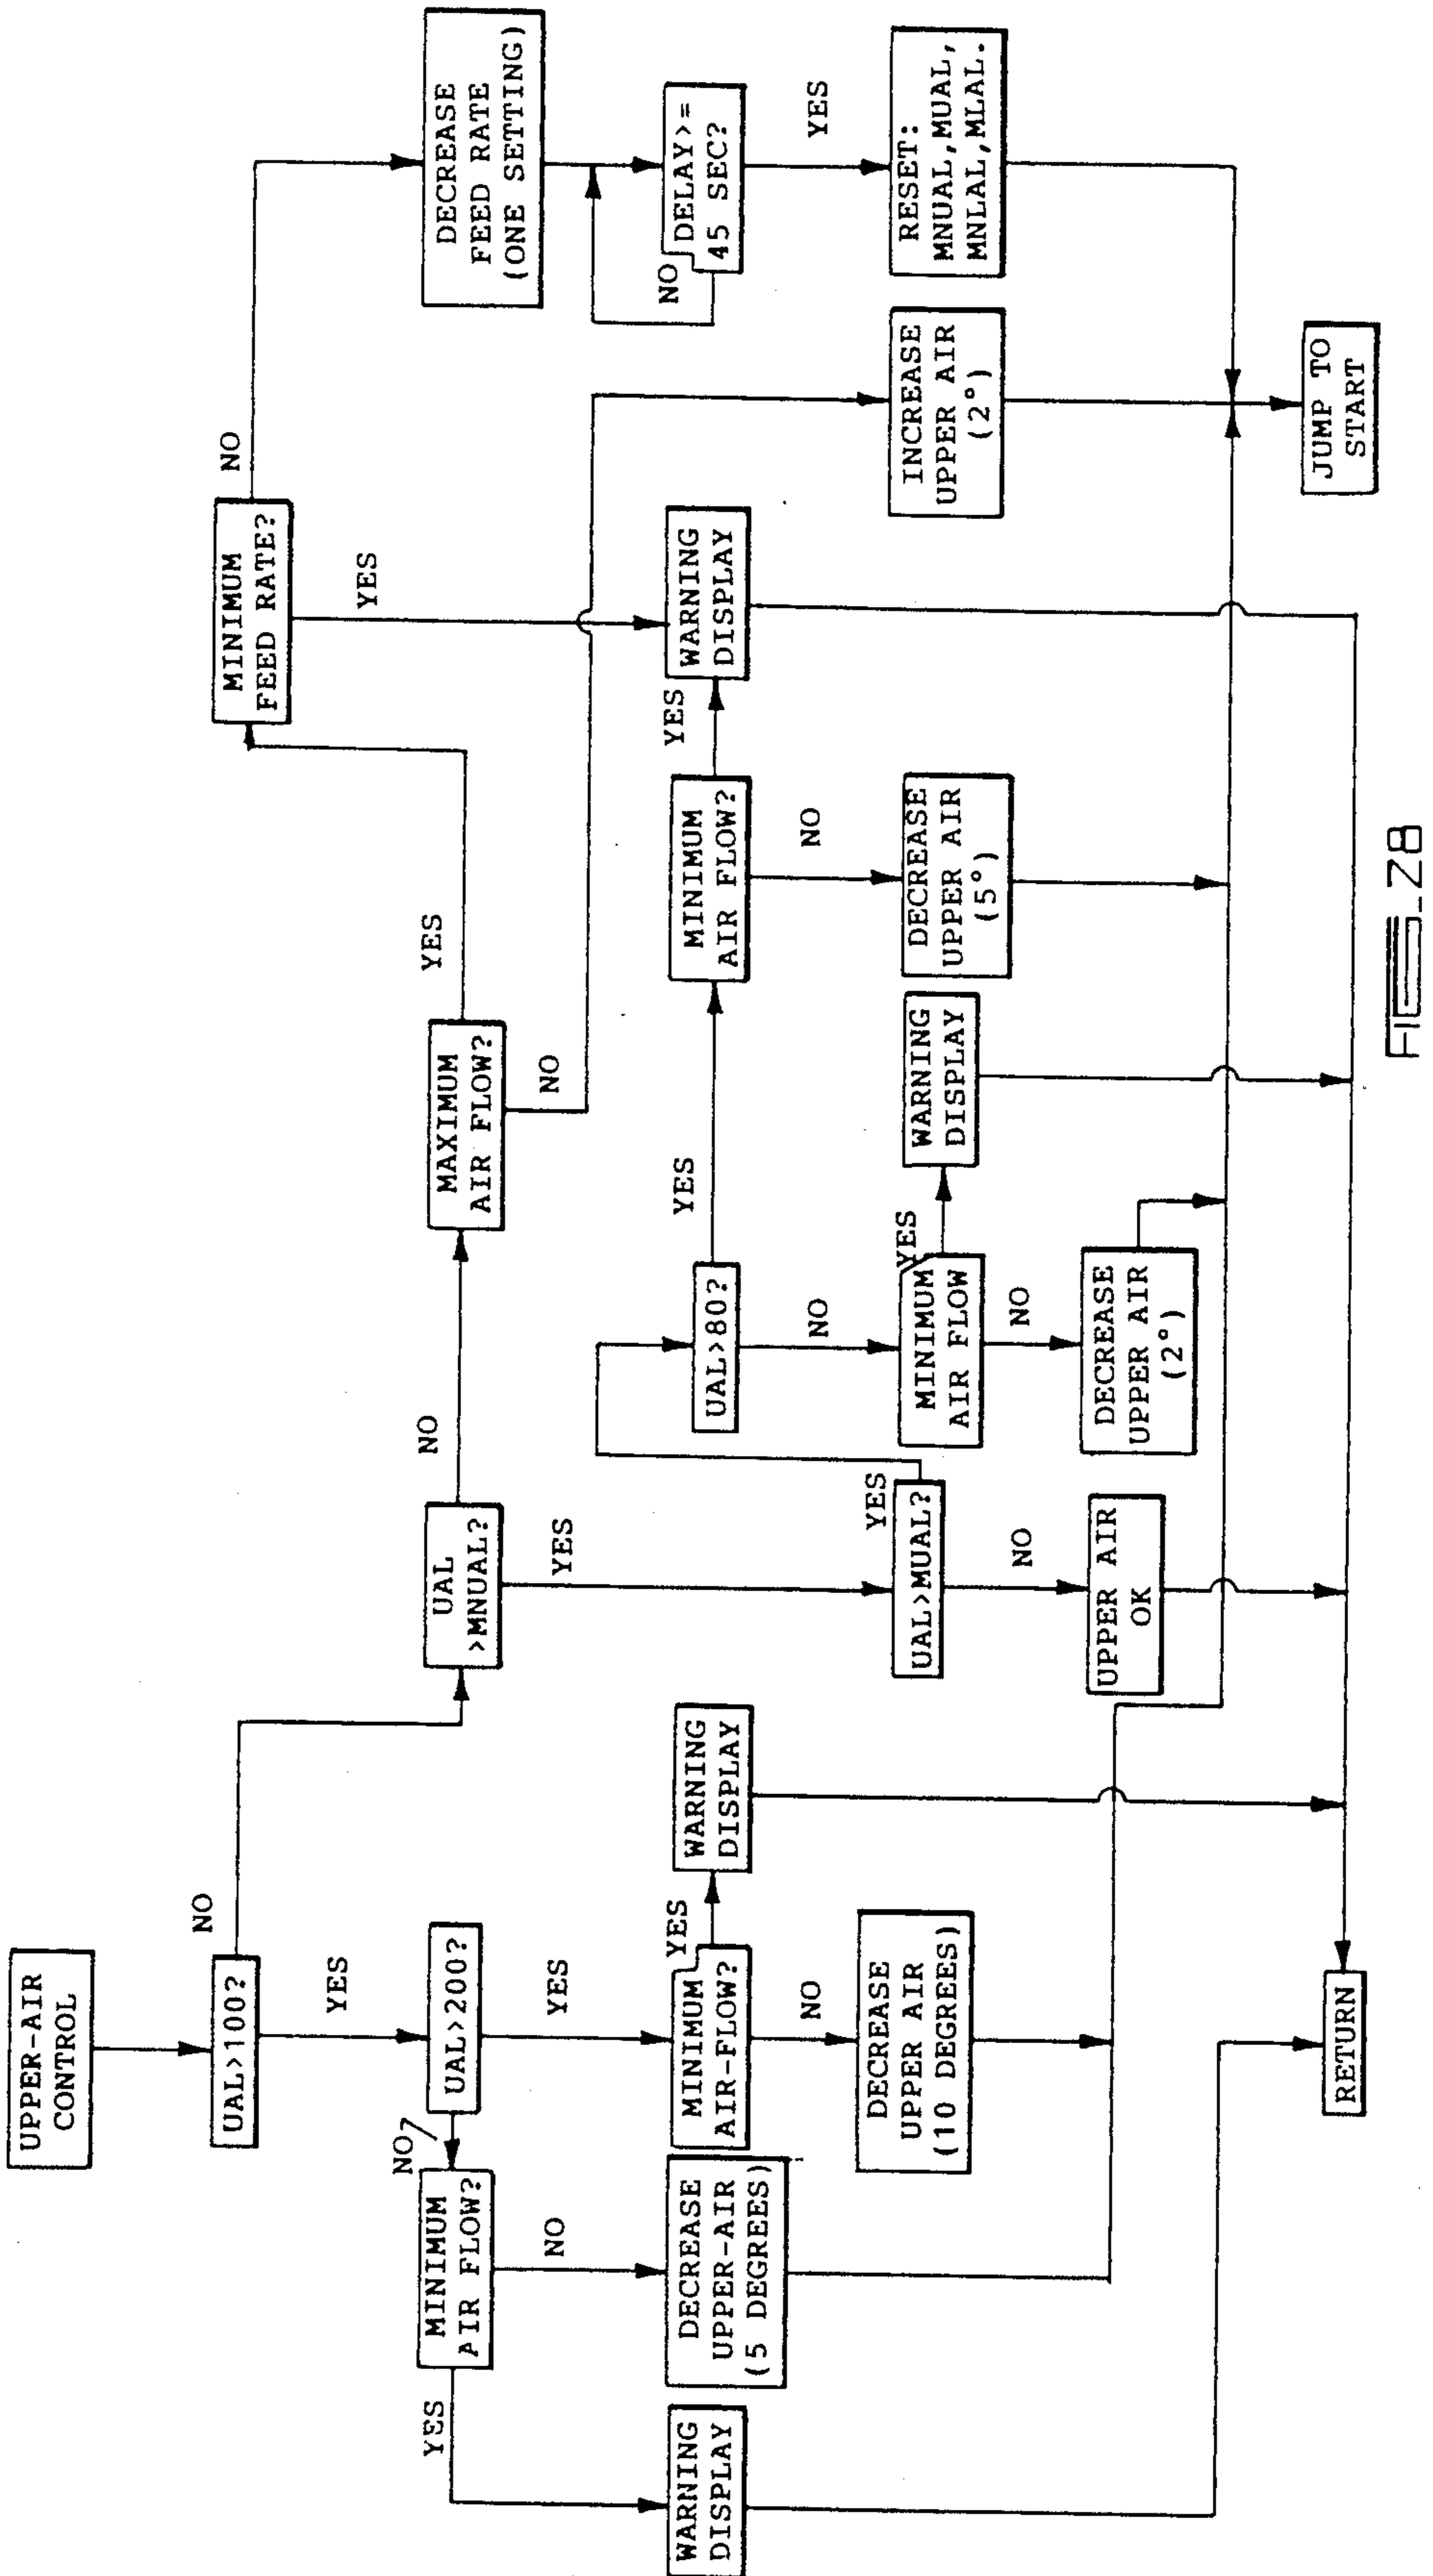 UPPER-AIR
CONTROL
UAL>100?
NO
YES
UAL>200?
NO
YES
MINIMUM
AIR FLOW?
YES
NO
WARNING
DISPLAY
DECREASE
UPPER-AIR
(5 DEGREES)
MINIMUM
AIR-FLOW?
YES
NO
WARNING
DISPLAY
DECREASE
UPPER AIR
(10 DEGREES)
UAL
>MNUAL?
NO
YES
MAXIMUM
AIR FLOW?
YES
NO
MINIMUM
FEED RATE?
NO
YES
DECREASE
FEED RATE
(ONE SETTING)
DELAY>=
45 SEC?
NO
YES
RESET:
MNUAL,MUAL,
MNLAL,MLAL.
INCREASE
UPPER AIR
(2°)
UAL>MUAL?
YES
NO
UPPER AIR
OK
UAL>80?
YES
NO
MINIMUM
AIR FLOW?
YES
NO
WARNING
DISPLAY
DECREASE
UPPER AIR
(5°)
MINIMUM
AIR FLOW
YES
NO
WARNING
DISPLAY
DECREASE
UPPER AIR
(2°)
JUMP TO
START
RETURN
FIG_28